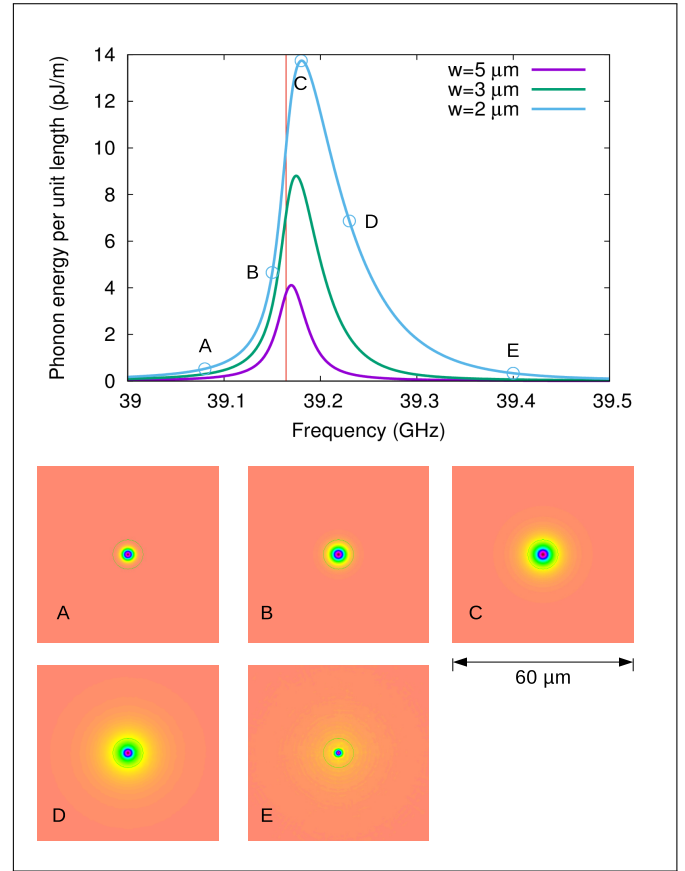 Phonon energy per unit length (pJ/m)
14
12
10
8
6
4
2
0
w=5 μm
w=3 μm
w=2 μm
A
B
C
D
E
39
39.1
39.2
39.3
39.4
39.5
Frequency (GHz)
A
B
C
60 μm
D
E